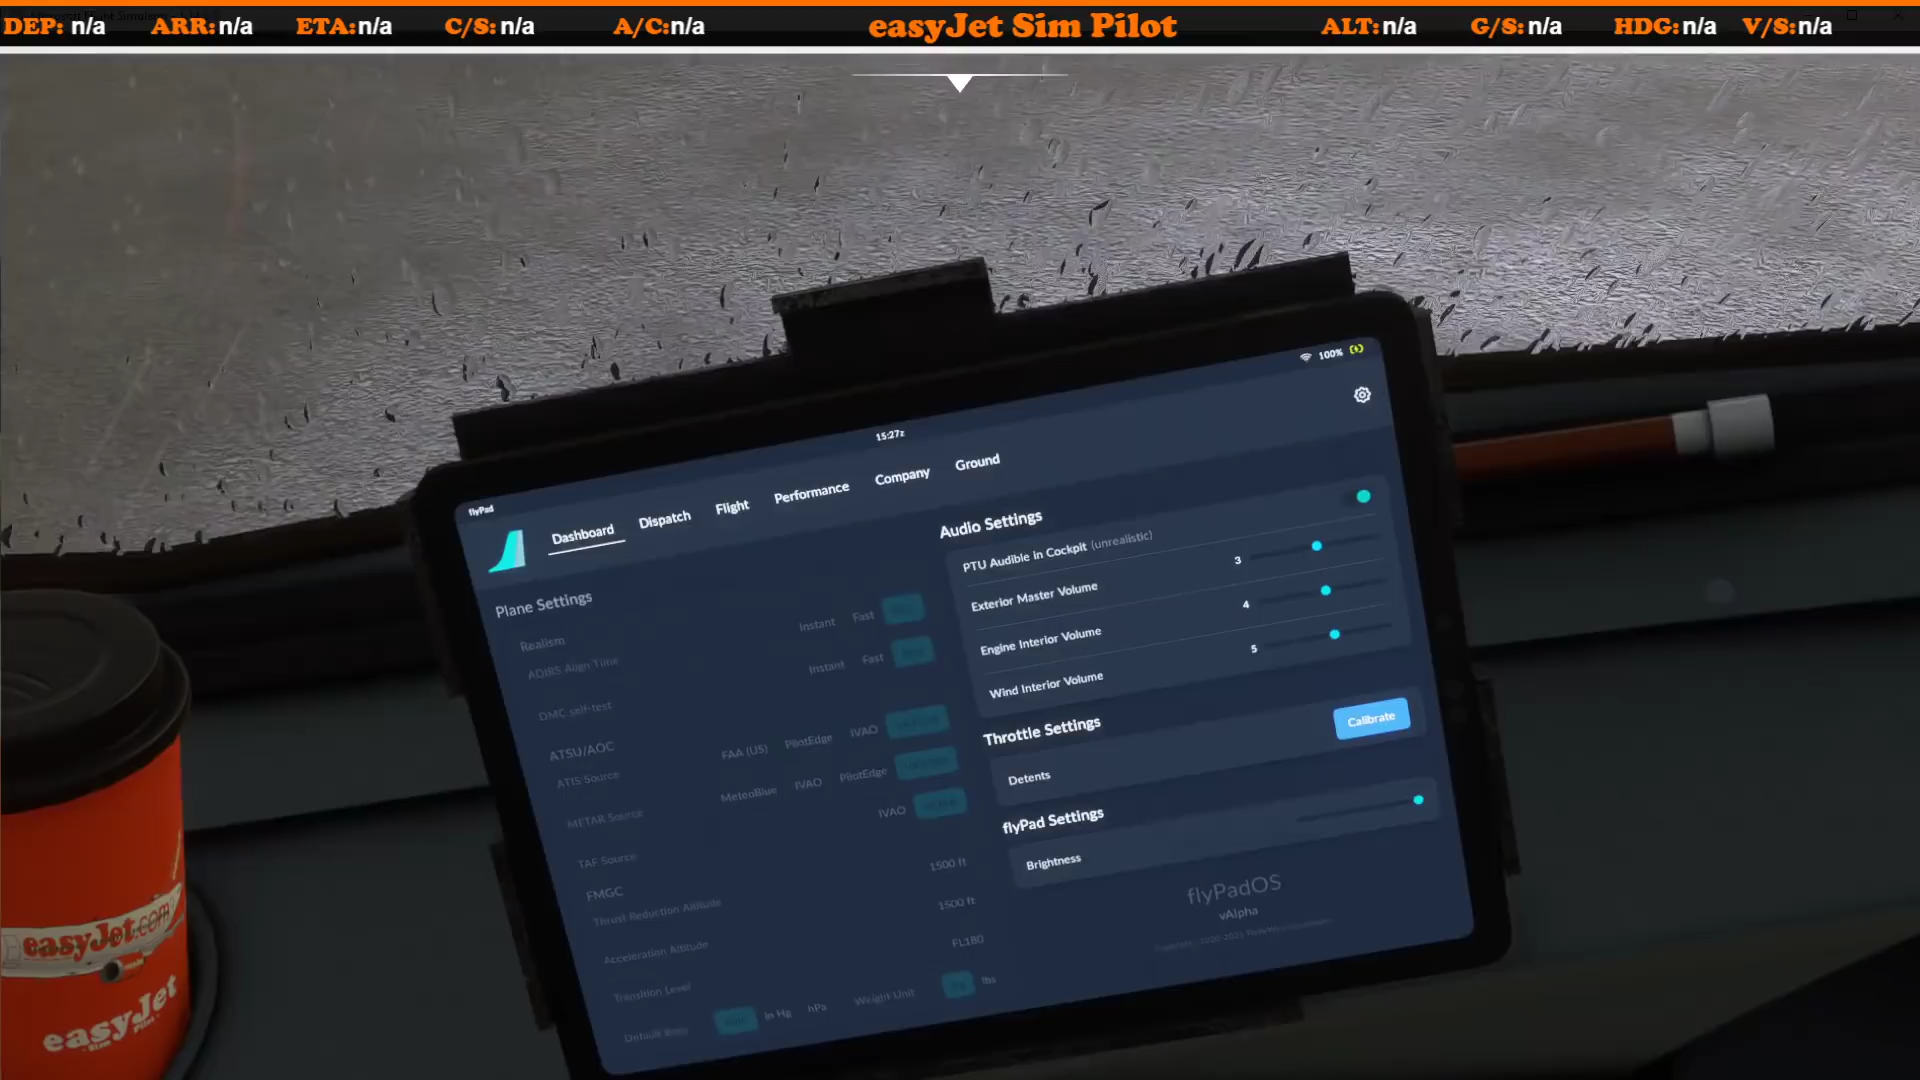 DEP: n/a ARR: n/a ETA: n/a C/S: n/a A/C: n/a easyJet Sim Pilot ALT: n/a G/S: n/a HDG: n/a V/S: n/a
flyPad 15:27z 100%
Dashboard Dispatch Flight Performance Company Ground
Plane Settings
Realism
ADIRS Align Time Instant Fast
DMC self-test Instant Fast
ATSU/AOC
ATIS Source FAA (US) PilotEdge IVAO
METAR Source MeteoBlue IVAO PilotEdge
TAF Source IVAO
FMGC
Thrust Reduction Altitude 1500 ft
Acceleration Altitude 1500 ft
Transition Level FL180
Default Baro in Hg hPa Weight Unit lbs
Audio Settings
PTU Audible in Cockpit (unrealistic)
Exterior Master Volume 3
Engine Interior Volume 4
Wind Interior Volume 5
Throttle Settings
Detents Calibrate
flyPad Settings
Brightness
flyPadOS
vAlpha
easyJet.com
easyJet
Sim
Pilot